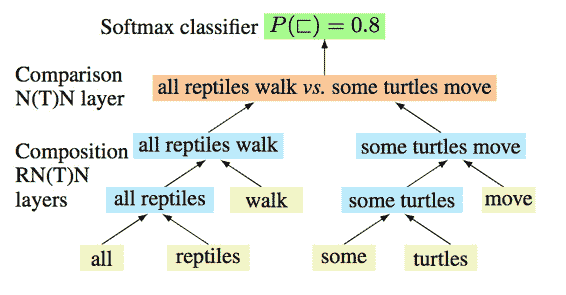 Softmax classifier P(⊏) = 0.8
Comparison
N(T)N layer
all reptiles walk vs. some turtles move
Composition
RN(T)N
layers
all reptiles walk
some turtles move
all reptiles
walk
some turtles
move
all
reptiles
some
turtles